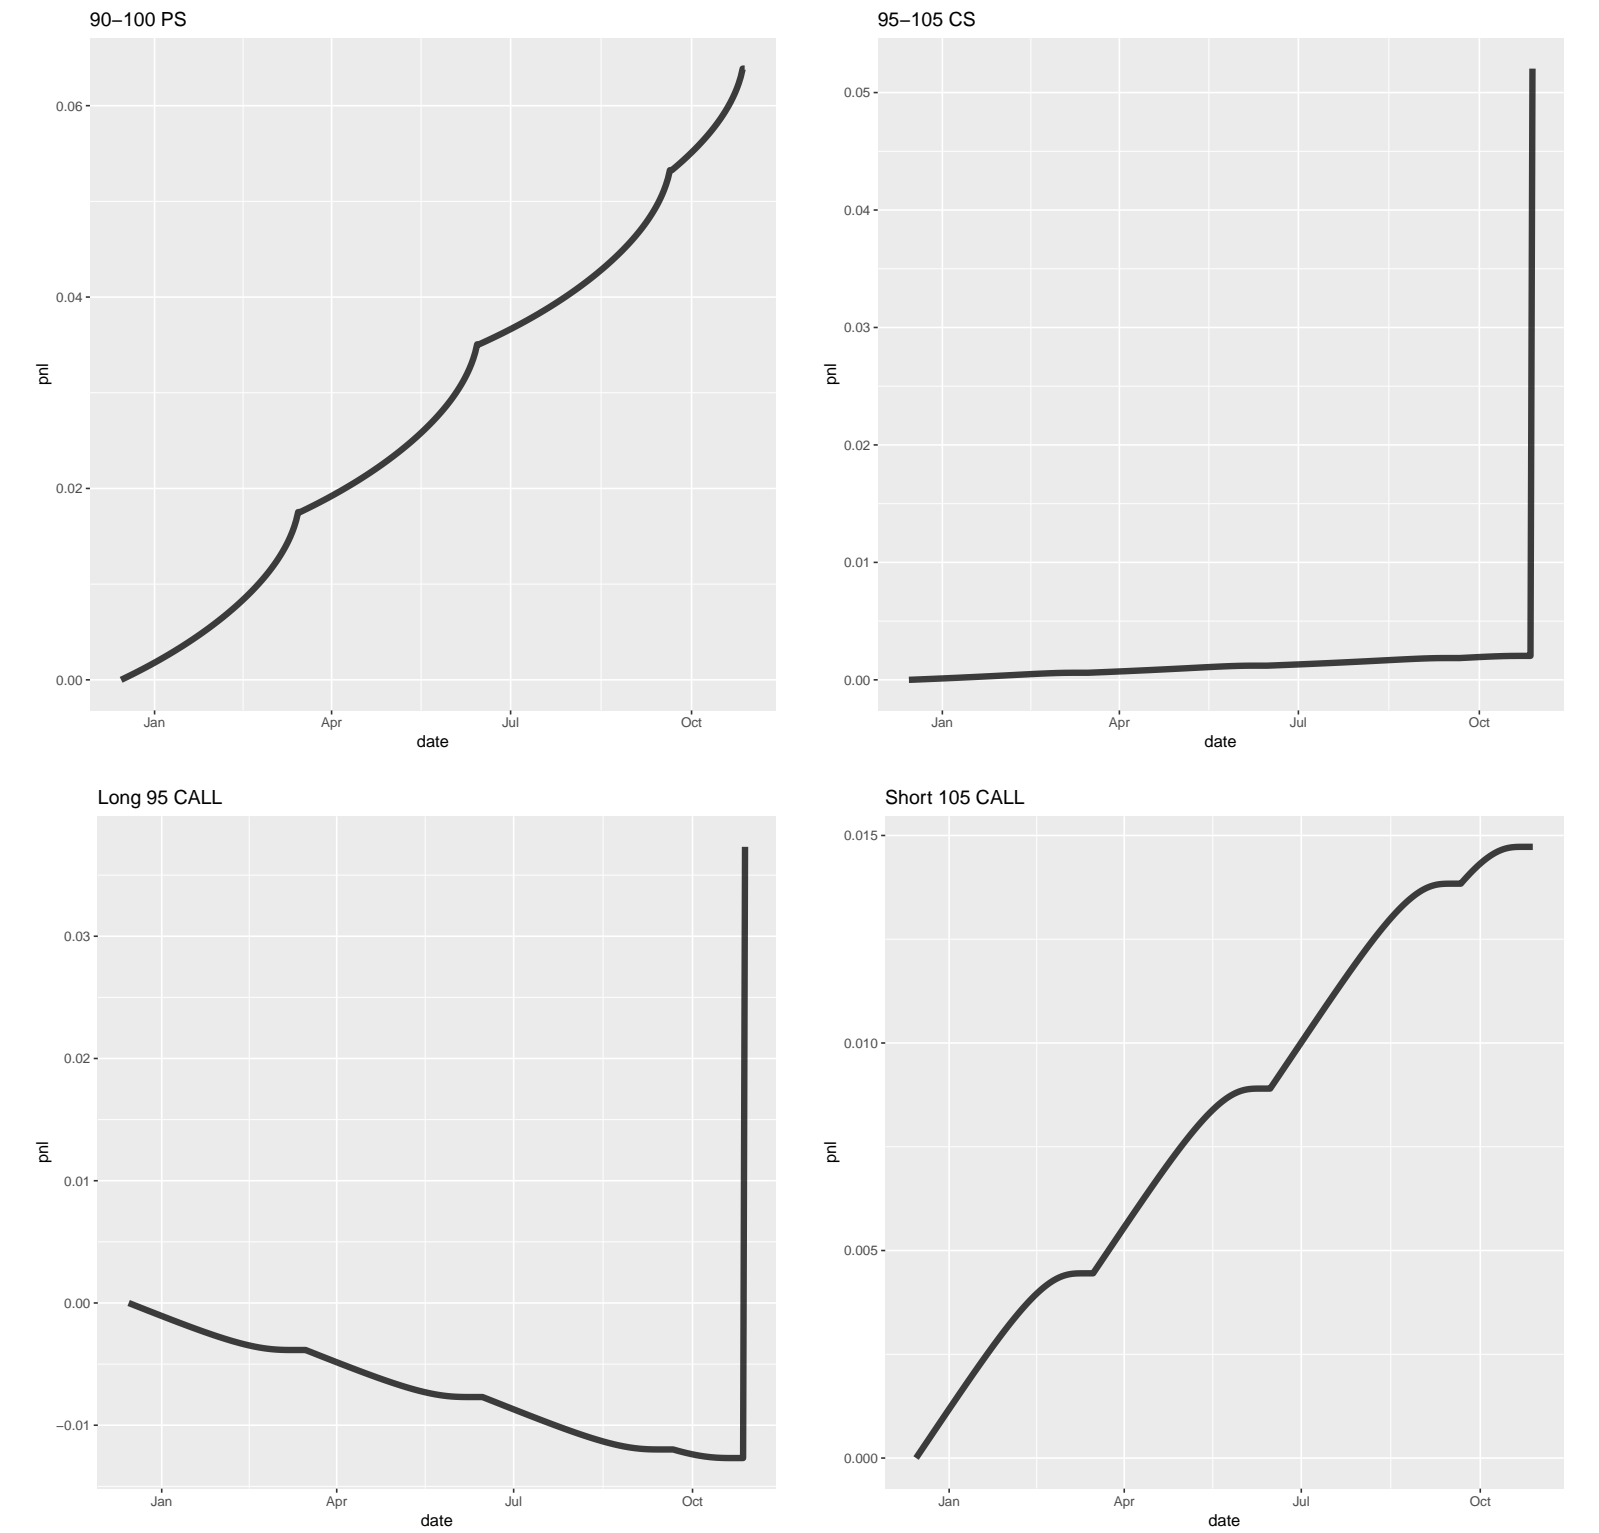 90–100 PS
pnl
0.06
0.04
0.02
0.00
Jan Apr Jul Oct
date
95–105 CS
pnl
0.05
0.04
0.03
0.02
0.01
0.00
Jan Apr Jul Oct
date
Long 95 CALL
pnl
0.03
0.02
0.01
0.00
−0.01
Jan Apr Jul Oct
date
Short 105 CALL
pnl
0.015
0.010
0.005
0.000
Jan Apr Jul Oct
date